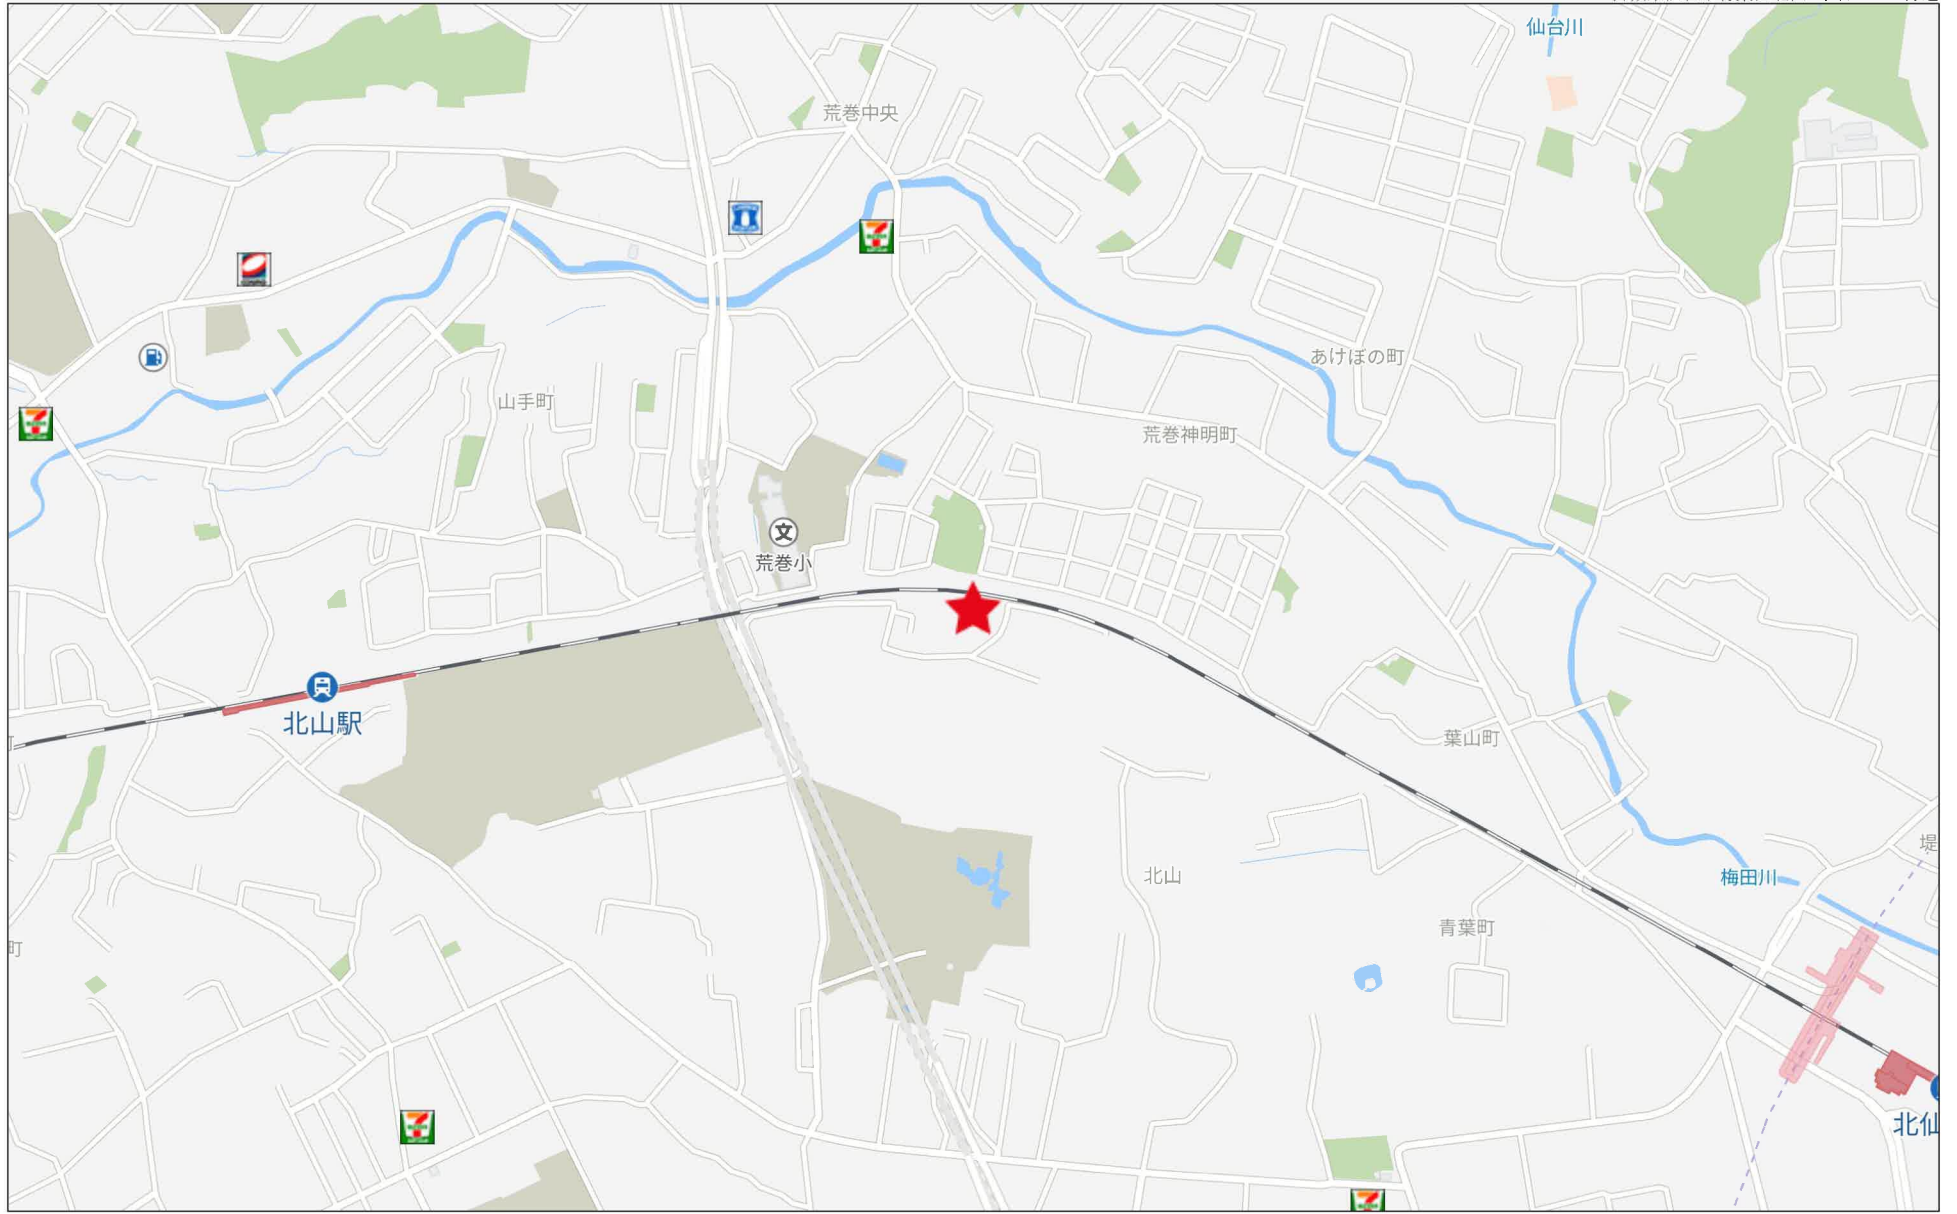 仙台川
荒巻中央
あけぼの町
山手町
荒巻神明町
文
荒巻小
北山駅
葉山町
北山
梅田川
堤
青葉町
町
北仙